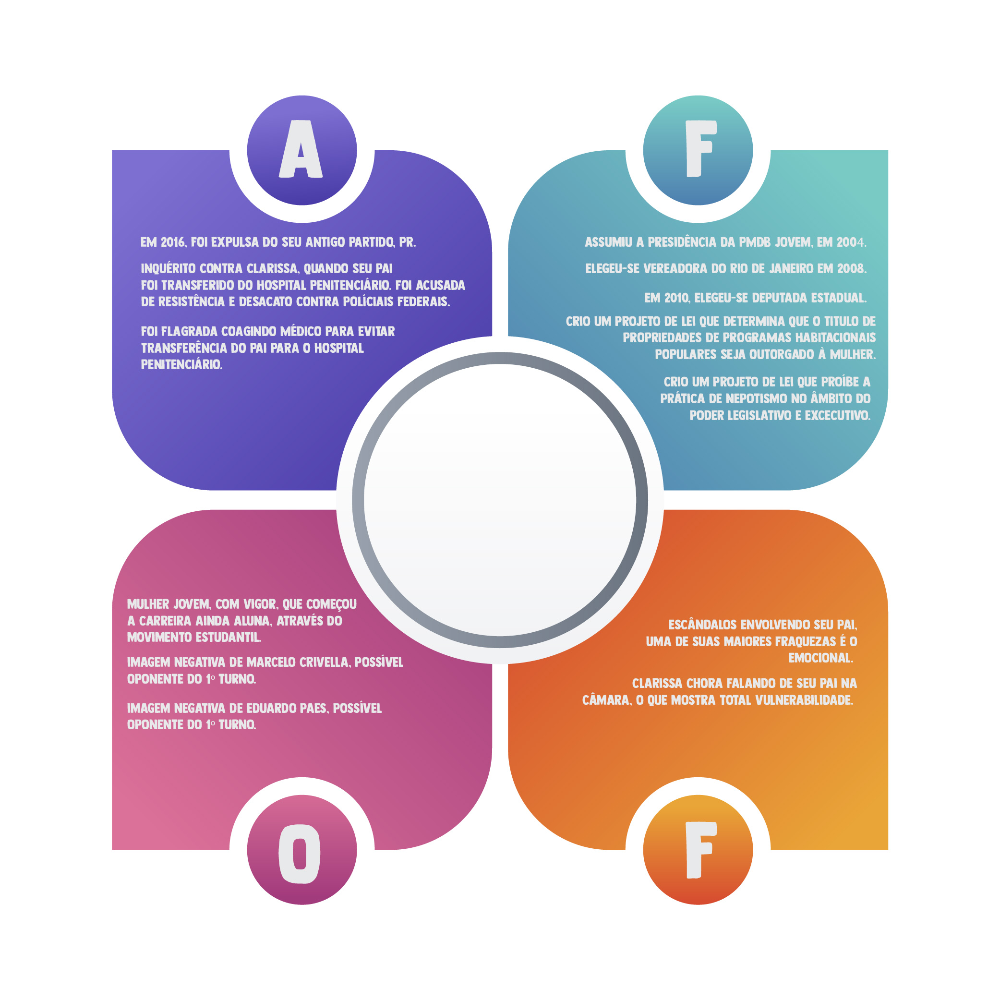 A
EM 2016, FOI EXPULSA DO SEU ANTIGO PARTIDO, PR.
INQUÉRITO CONTRA CLARISSA, QUANDO SEU PAI
FOI TRANSFERIDO DO HOSPITAL PENITENCIÁRIO. FOI ACUSADA
DE RESISTÊNCIA E DESACATO CONTRA POLÍCIAIS FEDERAIS.
FOI FLAGRADA COAGINDO MÉDICO PARA EVITAR
TRANSFERÊNCIA DO PAI PARA O HOSPITAL
PENITENCIÁRIO.
F
ASSUMIU A PRESIDÊNCIA DA PMDB JOVEM, EM 2004.
ELEGEU-SE VEREADORA DO RIO DE JANEIRO EM 2008.
EM 2010, ELEGEU-SE DEPUTADA ESTADUAL.
CRIO UM PROJETO DE LEI QUE DETERMINA QUE O TITULO DE
PROPRIEDADES DE PROGRAMAS HABITACIONAIS
POPULARES SEJA OUTORGADO À MULHER.
CRIO UM PROJETO DE LEI QUE PROÍBE A
PRÁTICA DE NEPOTISMO NO ÂMBITO DO
PODER LEGISLATIVO E EXCECUTIVO.
MULHER JOVEM, COM VIGOR, QUE COMEÇOU
A CARREIRA AINDA ALUNA, ATRAVÉS DO
MOVIMENTO ESTUDANTIL.
IMAGEM NEGATIVA DE MARCELO CRIVELLA, POSSÍVEL
OPONENTE DO 1º TURNO.
IMAGEM NEGATIVA DE EDUARDO PAES, POSSÍVEL
OPONENTE DO 1º TURNO.
O
ESCÂNDALOS ENVOLVENDO SEU PAI,
UMA DE SUAS MAIORES FRAQUEZAS É O
EMOCIONAL.
CLARISSA CHORA FALANDO DE SEU PAI NA
CÂMARA, O QUE MOSTRA TOTAL VULNERABILIDADE.
F